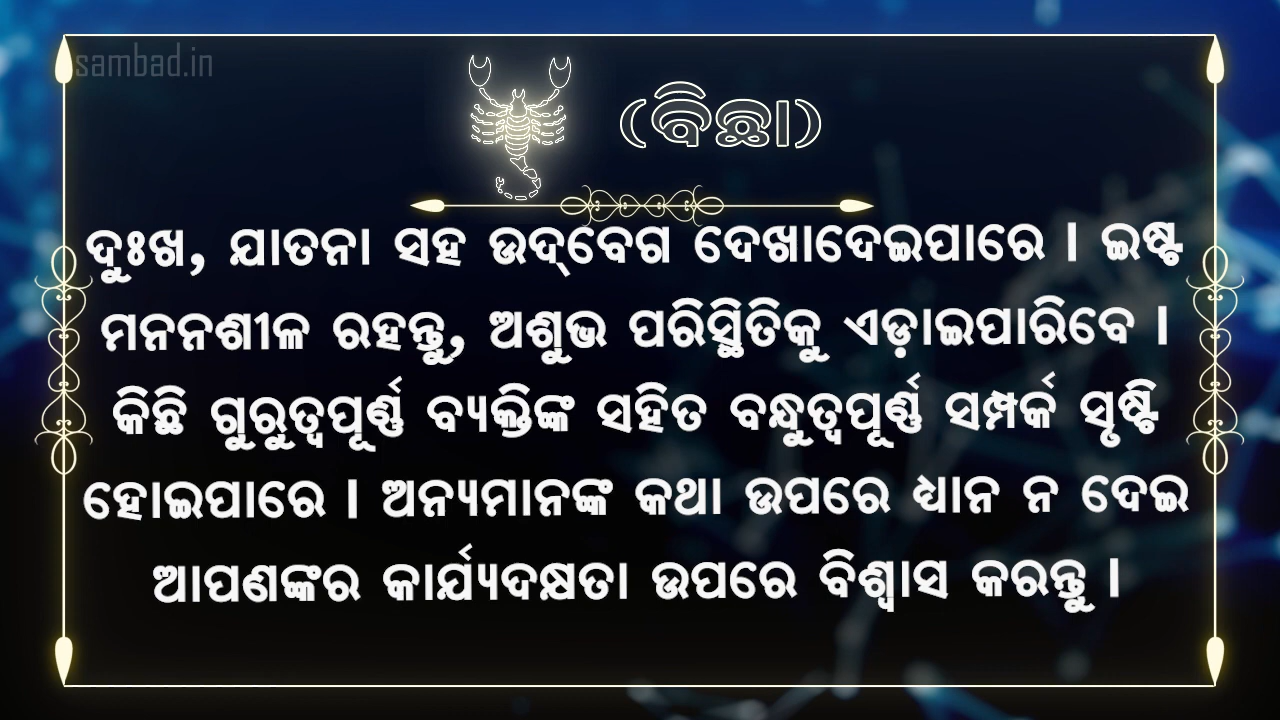 sambad.in
(ବିଛା)
ଦୁଃଖ, ଯାତନା ସହ ଉଦ୍‌ବେଗ ଦେଖାଦେଇପାରେ । ଇଷ୍ଟ
ମନନଶୀଳ ରହନ୍ତୁ, ଅଶୁଭ ପରିସ୍ଥିତିକୁ ଏଡ଼ାଇପାରିବେ ।
କିଛି ଗୁରୁତ୍ୱପୂର୍ଣ୍ଣ ବ୍ୟକ୍ତିଙ୍କ ସହିତ ବନ୍ଧୁତ୍ୱପୂର୍ଣ୍ଣ ସମ୍ପର୍କ ସୃଷ୍ଟି
ହୋଇପାରେ । ଅନ୍ୟମାନଙ୍କ କଥା ଉପରେ ଧ୍ୟାନ ନ ଦେଇ
ଆପଣଙ୍କର କାର୍ଯ୍ୟଦକ୍ଷତା ଉପରେ ବିଶ୍ୱାସ କରନ୍ତୁ ।